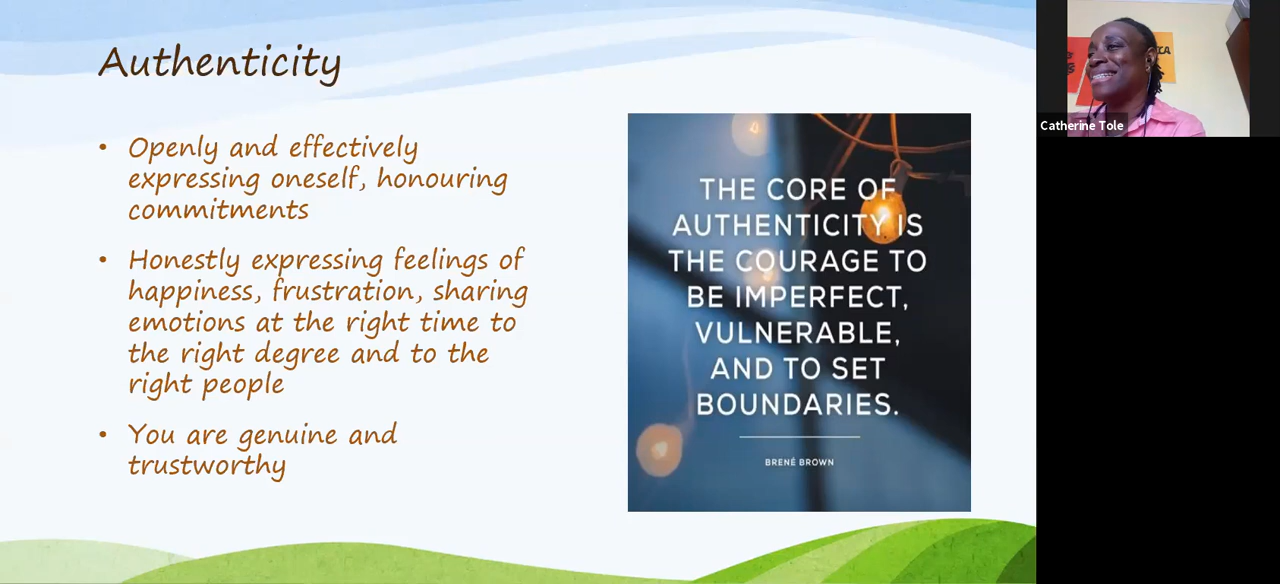 Authenticity
• Openly and effectively
expressing oneself, honouring
commitments
• Honestly expressing feelings of
happiness, frustration, sharing
emotions at the right time to
the right degree and to the
right people
• You are genuine and
trustworthy
THE CORE OF
AUTHENTICITY IS
THE COURAGE TO
BE IMPERFECT,
VULNERABLE,
AND TO SET
BOUNDARIES.
BRENÉ BROWN
Catherine Tole